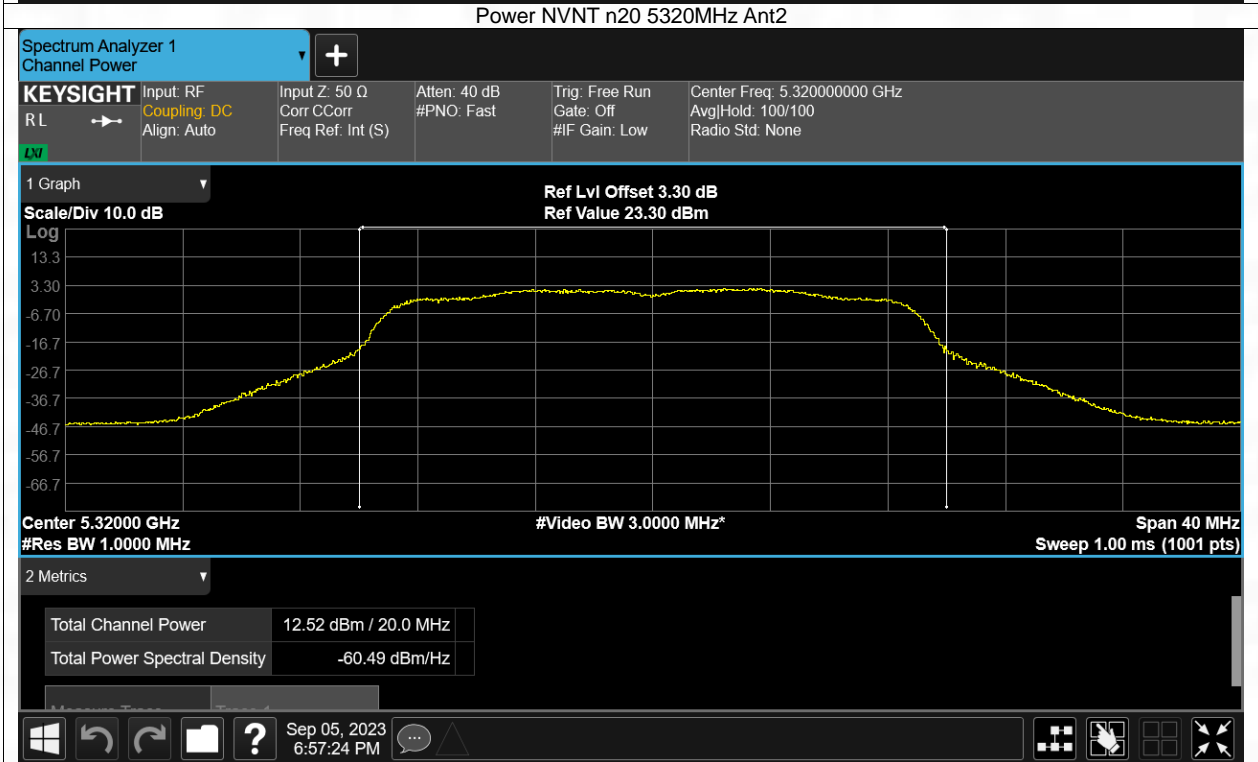 Power NVNT n20 5320MHz Ant2
Spectrum Analyzer 1
Channel Power
KEYSIGHT
RL
LXI
Input: RF
Coupling: DC
Align: Auto
Input Z: 50 Ω
Corr CCorr
Freq Ref: Int (S)
Atten: 40 dB
#PNO: Fast
Trig: Free Run
Gate: Off
#IF Gain: Low
Center Freq: 5.320000000 GHz
Avg|Hold: 100/100
Radio Std: None
1 Graph
Scale/Div 10.0 dB
Ref Lvl Offset 3.30 dB
Ref Value 23.30 dBm
Log
13.3
3.30
-6.70
-16.7
-26.7
-36.7
-46.7
-56.7
-66.7
Center 5.32000 GHz
#Video BW 3.0000 MHz*
Span 40 MHz
#Res BW 1.0000 MHz
Sweep 1.00 ms (1001 pts)
2 Metrics
Total Channel Power 12.52 dBm / 20.0 MHz
Total Power Spectral Density -60.49 dBm/Hz
Sep 05, 2023
6:57:24 PM